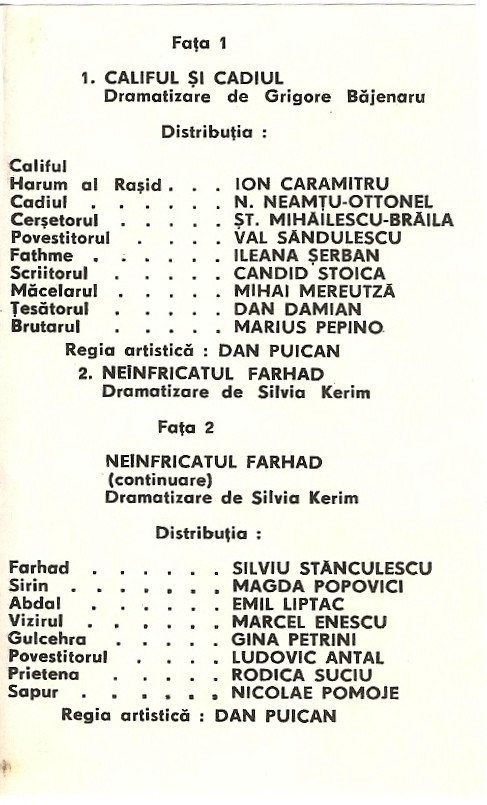 Fața 1
1. CALIFUL ȘI CADIUL
Dramatizare de Grigore Băjenaru
Distribuția :
Califul
Harum al Rașid . . . ION CARAMITRU
Cadiul . . . . . . N. NEAMȚU-OTTONEL
Cerșetorul . . . . . ȘT. MIHĂILESCU-BRĂILA
Povestitorul . . . . VAL SĂNDULESCU
Fathme . . . . . . ILEANA ȘERBAN
Scriitorul . . . . . CANDID STOICA
Măcelarul . . . . . MIHAI MEREUTZĂ
Țesătorul . . . . . DAN DAMIAN
Brutarul . . . . . MARIUS PEPINO
Regia artistică : DAN PUICAN
2. NEÎNFRICATUL FARHAD
Dramatizare de Silvia Kerim
Fața 2
NEÎNFRICATUL FARHAD
(continuare)
Dramatizare de Silvia Kerim
Distribuția :
Farhad . . . . . . SILVIU STĂNCULESCU
Sirin . . . . . . . MAGDA POPOVICI
Abdal . . . . . . EMIL LIPTAC
Vizirul . . . . . . MARCEL ENESCU
Gulcehra . . . . . GINA PETRINI
Povestitorul . . . . LUDOVIC ANTAL
Prietena . . . . . RODICA SUCIU
Sapur . . . . . . NICOLAE POMOJE
Regia artistică : DAN PUICAN